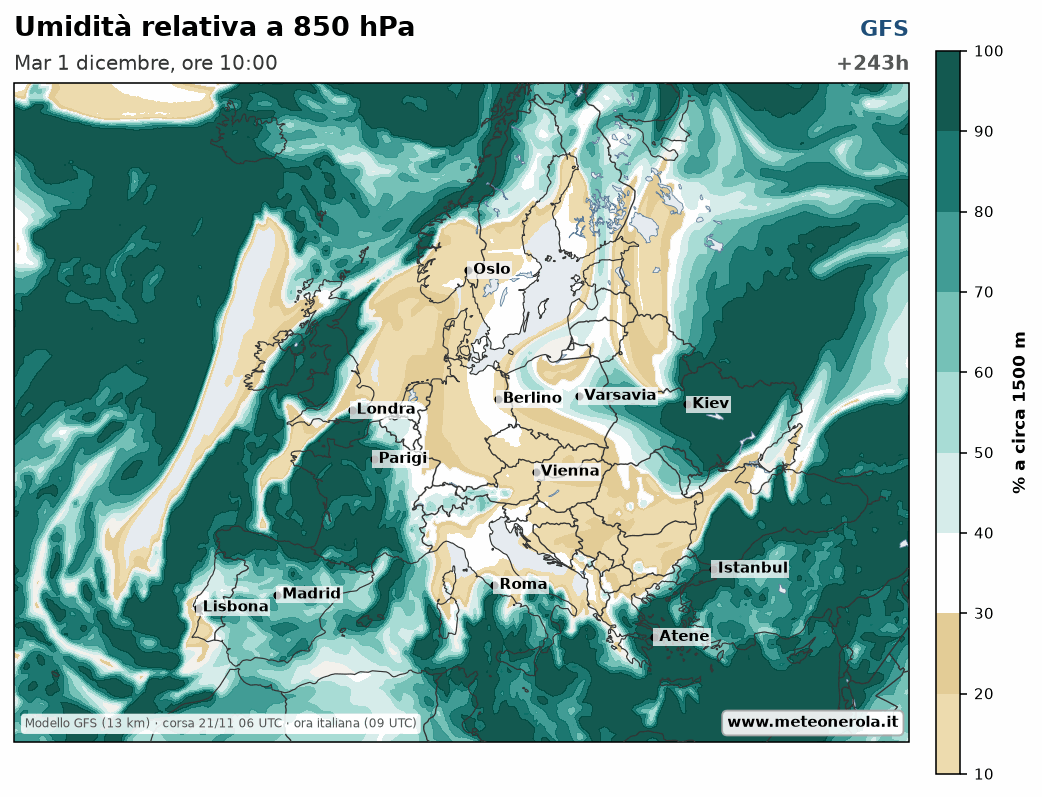 Umidità relativa a 850 hPa
GFS
Mar 1 dicembre, ore 10:00
+243h
100
90
80
70
60
50
40
30
20
10
% a circa 1500 m
Oslo
Londra
Berlino
Varsavia
Kiev
Parigi
Vienna
Istanbul
Roma
Madrid
Lisbona
Atene
Modello GFS (13 km) · corsa 21/11 06 UTC · ora italiana (09 UTC)
www.meteonerola.it